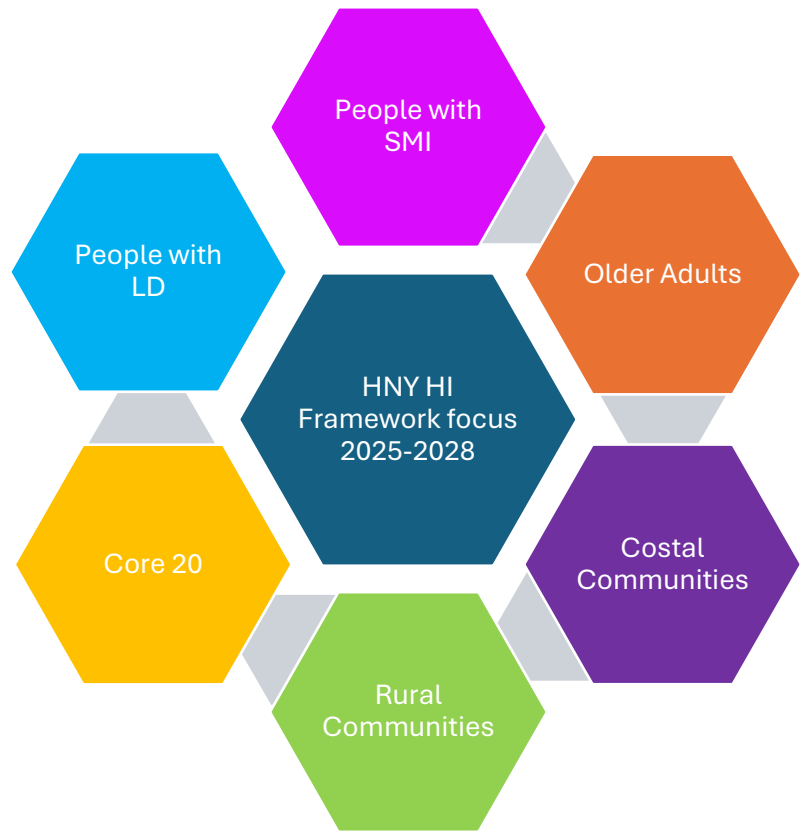 People with
SMI
People with
LD
Older Adults
HNY HI
Framework focus
2025-2028
Core 20
Costal
Communities
Rural
Communities